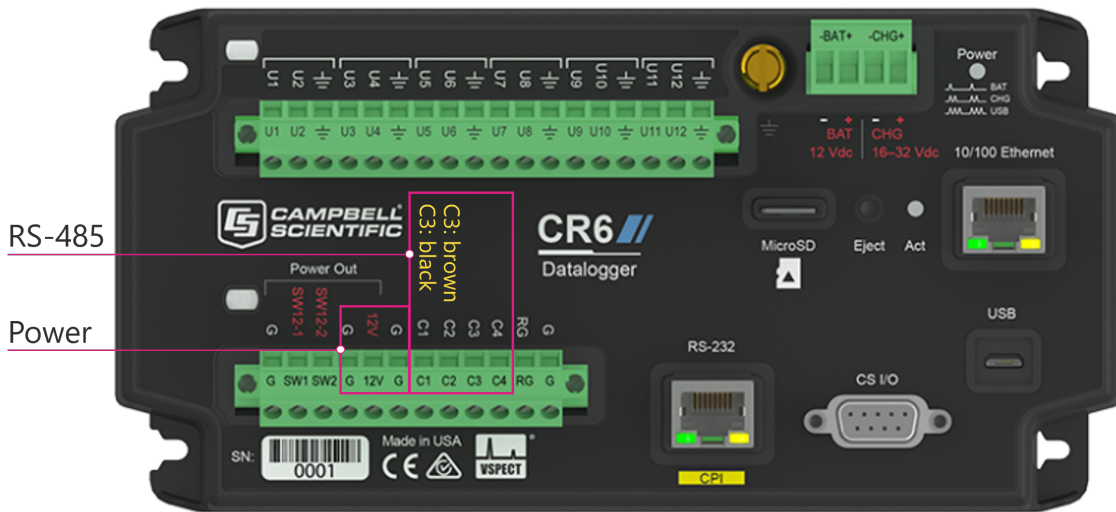 -BAT+ -CHG+
Power
BAT
CHG
USB
U1 U2 U3 U4 U5 U6 U7 U8 U9 U10 U11 U12
U1 U2 U3 U4 U5 U6 U7 U8 U9 U10 U11 U12
- + - +
BAT CHG
12 Vdc 16–32 Vdc
10/100 Ethernet
CS CAMPBELL
SCIENTIFIC
CR6
Datalogger
MicroSD Eject Act
RS-485
C3: brown
C3: black
Power Out
G SW12-1 SW12-2 G 12V G C1 C2 C3 C4 RG G
Power
G SW1 SW2 G 12V G C1 C2 C3 C4 RG G
USB
RS-232
CS I/O
CPI
SN:
0001
Made in USA
CE
VSPECT
®